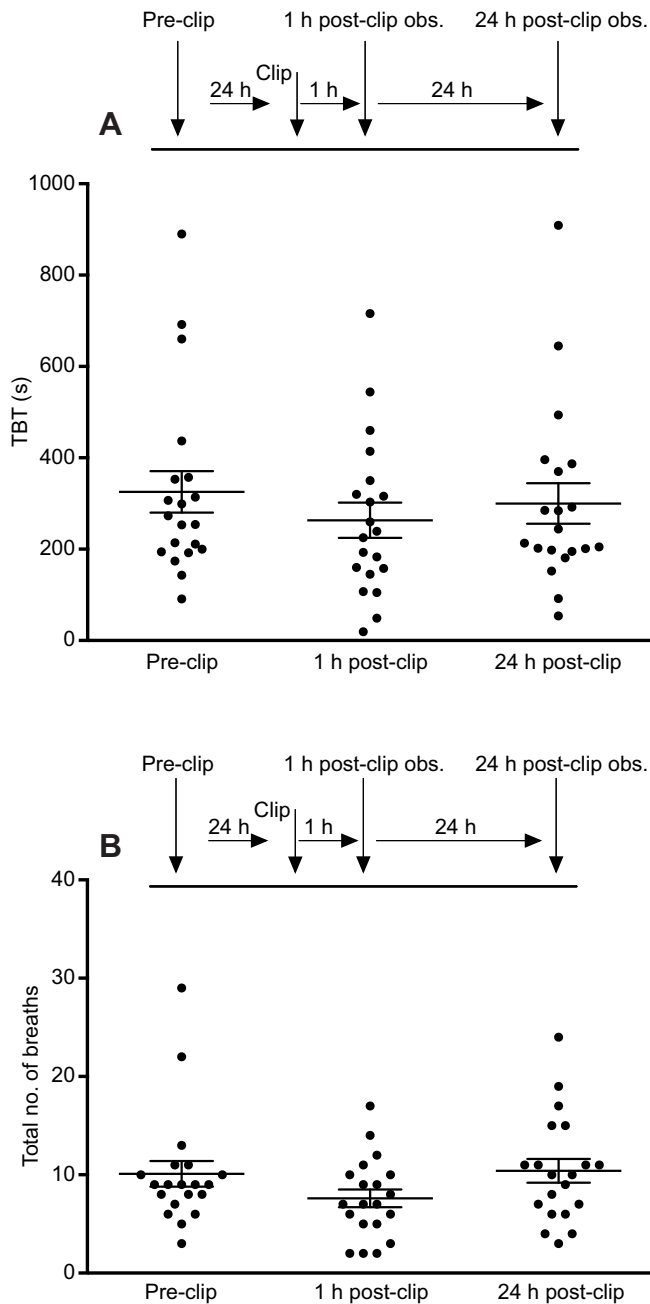 Pre-clip 1 h post-clip obs. 24 h post-clip obs.
Clip
24 h 1 h 24 h
A
1000
800
600
400
200
0
TBT (s)
Pre-clip 1 h post-clip 24 h post-clip
Pre-clip 1 h post-clip obs. 24 h post-clip obs.
Clip
24 h 1 h 24 h
B
40
30
20
10
0
Total no. of breaths
Pre-clip 1 h post-clip 24 h post-clip